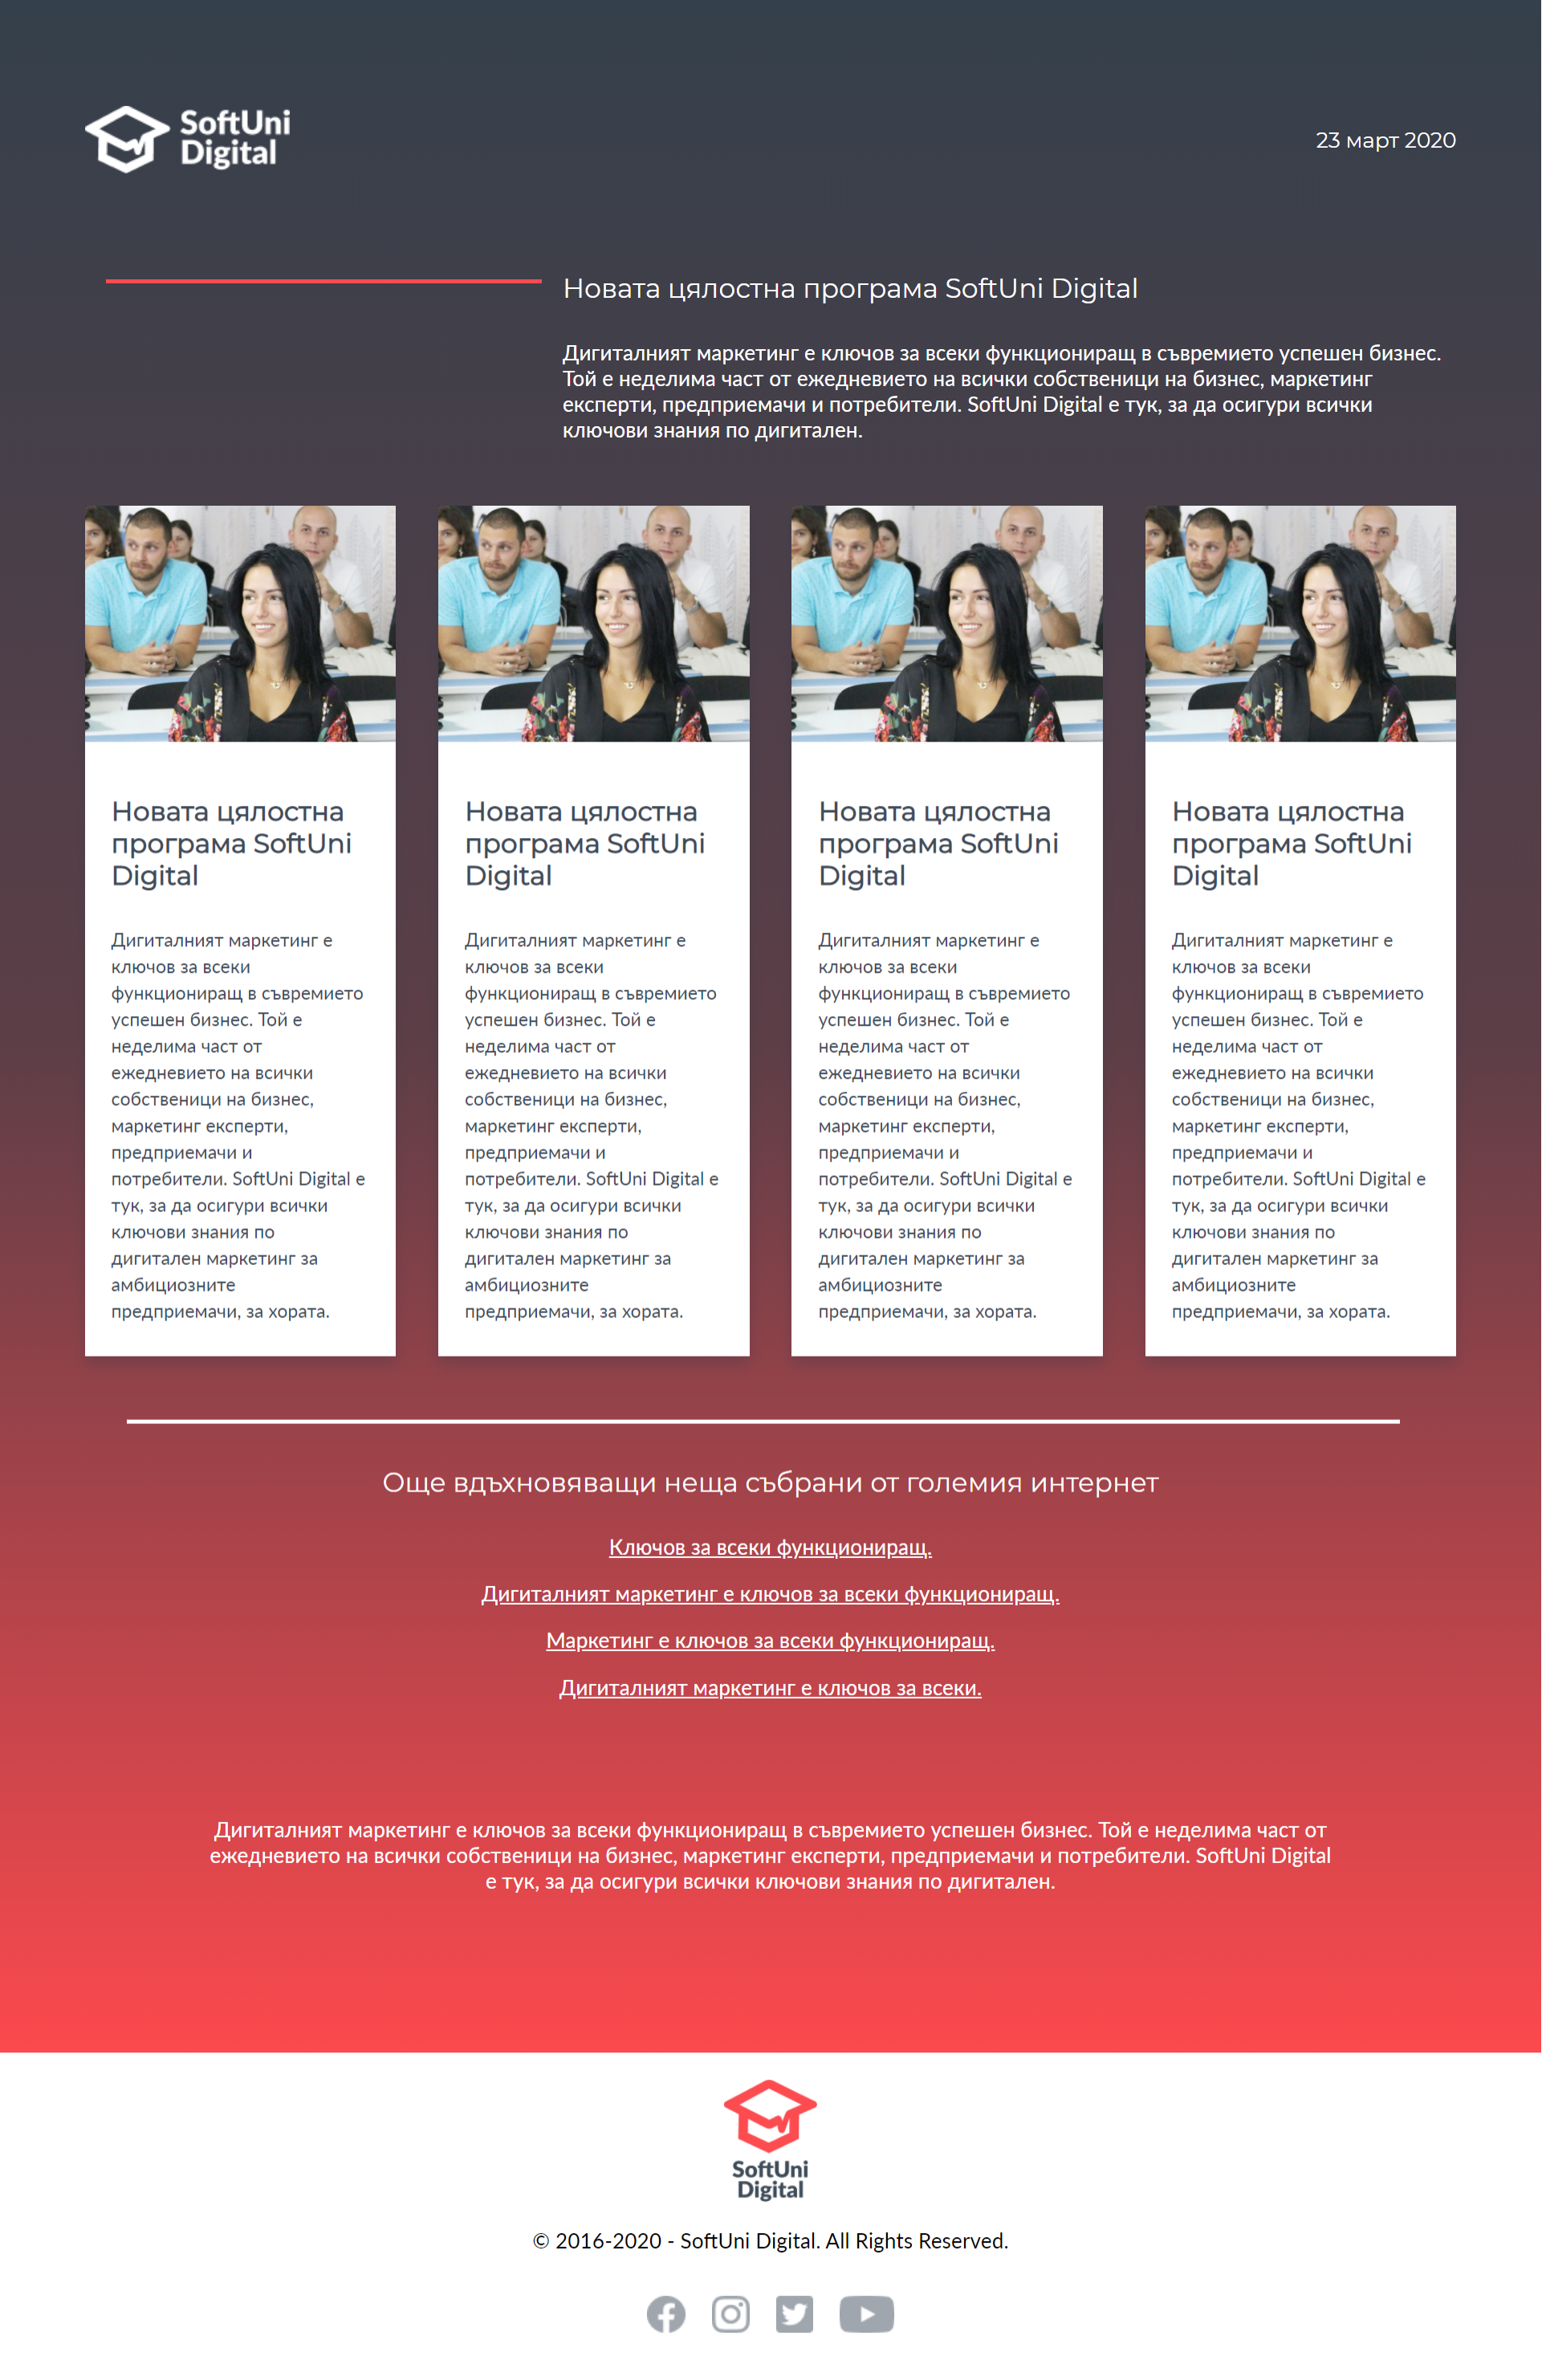 SoftUni
Digital
23 март 2020
Новата цялостна програма SoftUni Digital
Дигиталният маркетинг е ключов за всеки функциониращ в съвремието успешен бизнес.
Той е неделима част от ежедневието на всички собственици на бизнес, маркетинг
експерти, предприемачи и потребители. SoftUni Digital е тук, за да осигури всички
ключови знания по дигитален.
Новата цялостна
програма SoftUni
Digital
Дигиталният маркетинг е
ключов за всеки
функциониращ в съвремието
успешен бизнес. Той е
неделима част от
ежедневието на всички
собственици на бизнес,
маркетинг експерти,
предприемачи и
потребители. SoftUni Digital е
тук, за да осигури всички
ключови знания по
дигитален маркетинг за
амбициозните
предприемачи, за хората.
Новата цялостна
програма SoftUni
Digital
Дигиталният маркетинг е
ключов за всеки
функциониращ в съвремието
успешен бизнес. Той е
неделима част от
ежедневието на всички
собственици на бизнес,
маркетинг експерти,
предприемачи и
потребители. SoftUni Digital е
тук, за да осигури всички
ключови знания по
дигитален маркетинг за
амбициозните
предприемачи, за хората.
Новата цялостна
програма SoftUni
Digital
Дигиталният маркетинг е
ключов за всеки
функциониращ в съвремието
успешен бизнес. Той е
неделима част от
ежедневието на всички
собственици на бизнес,
маркетинг експерти,
предприемачи и
потребители. SoftUni Digital е
тук, за да осигури всички
ключови знания по
дигитален маркетинг за
амбициозните
предприемачи, за хората.
Новата цялостна
програма SoftUni
Digital
Дигиталният маркетинг е
ключов за всеки
функциониращ в съвремието
успешен бизнес. Той е
неделима част от
ежедневието на всички
собственици на бизнес,
маркетинг експерти,
предприемачи и
потребители. SoftUni Digital е
тук, за да осигури всички
ключови знания по
дигитален маркетинг за
амбициозните
предприемачи, за хората.
Още вдъхновяващи неща събрани от големия интернет
Ключов за всеки функциониращ.
Дигиталният маркетинг е ключов за всеки функциониращ.
Маркетинг е ключов за всеки функциониращ.
Дигиталният маркетинг е ключов за всеки.
Дигиталният маркетинг е ключов за всеки функциониращ в съвремието успешен бизнес. Той е неделима част от
ежедневието на всички собственици на бизнес, маркетинг експерти, предприемачи и потребители. SoftUni Digital
е тук, за да осигури всички ключови знания по дигитален.
SoftUni
Digital
© 2016-2020 - SoftUni Digital. All Rights Reserved.